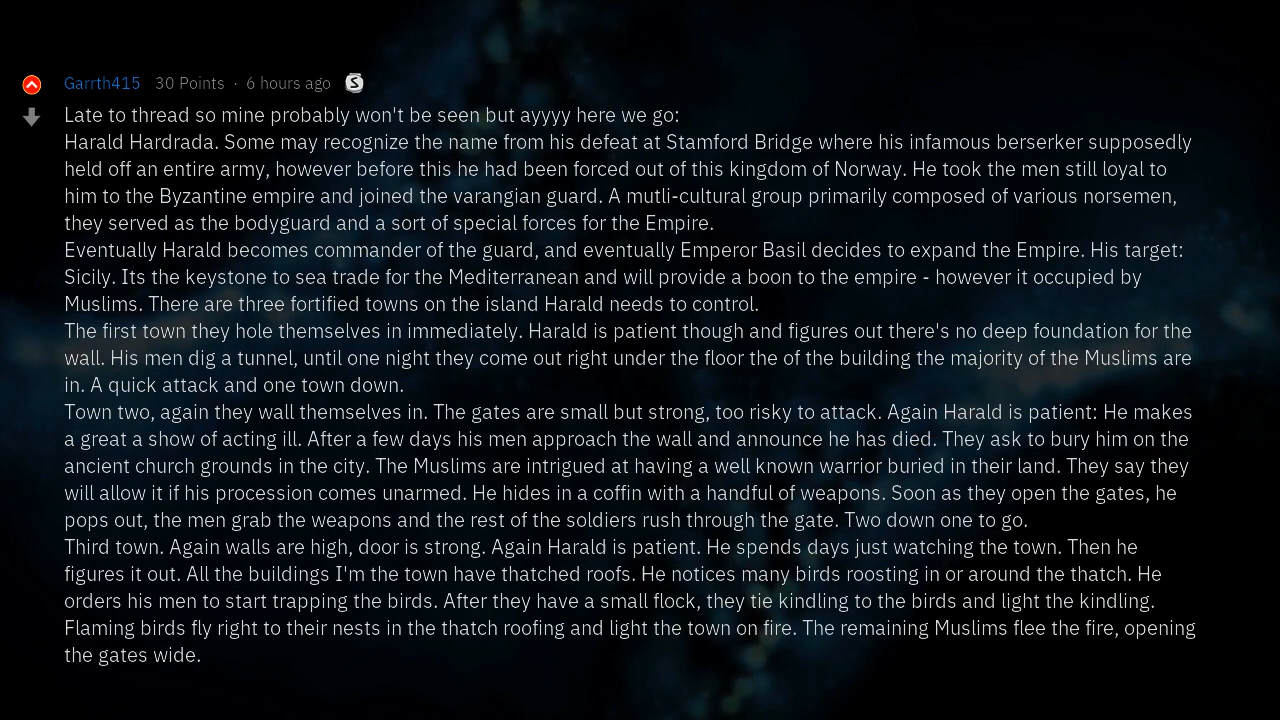 Garrth415 30 Points · 6 hours ago S
Late to thread so mine probably won't be seen but ayyyy here we go:
Harald Hardrada. Some may recognize the name from his defeat at Stamford Bridge where his infamous berserker supposedly
held off an entire army, however before this he had been forced out of this kingdom of Norway. He took the men still loyal to
him to the Byzantine empire and joined the varangian guard. A mutli-cultural group primarily composed of various norsemen,
they served as the bodyguard and a sort of special forces for the Empire.
Eventually Harald becomes commander of the guard, and eventually Emperor Basil decides to expand the Empire. His target:
Sicily. Its the keystone to sea trade for the Mediterranean and will provide a boon to the empire - however it occupied by
Muslims. There are three fortified towns on the island Harald needs to control.
The first town they hole themselves in immediately. Harald is patient though and figures out there's no deep foundation for the
wall. His men dig a tunnel, until one night they come out right under the floor the of the building the majority of the Muslims are
in. A quick attack and one town down.
Town two, again they wall themselves in. The gates are small but strong, too risky to attack. Again Harald is patient: He makes
a great a show of acting ill. After a few days his men approach the wall and announce he has died. They ask to bury him on the
ancient church grounds in the city. The Muslims are intrigued at having a well known warrior buried in their land. They say they
will allow it if his procession comes unarmed. He hides in a coffin with a handful of weapons. Soon as they open the gates, he
pops out, the men grab the weapons and the rest of the soldiers rush through the gate. Two down one to go.
Third town. Again walls are high, door is strong. Again Harald is patient. He spends days just watching the town. Then he
figures it out. All the buildings I'm the town have thatched roofs. He notices many birds roosting in or around the thatch. He
orders his men to start trapping the birds. After they have a small flock, they tie kindling to the birds and light the kindling.
Flaming birds fly right to their nests in the thatch roofing and light the town on fire. The remaining Muslims flee the fire, opening
the gates wide.